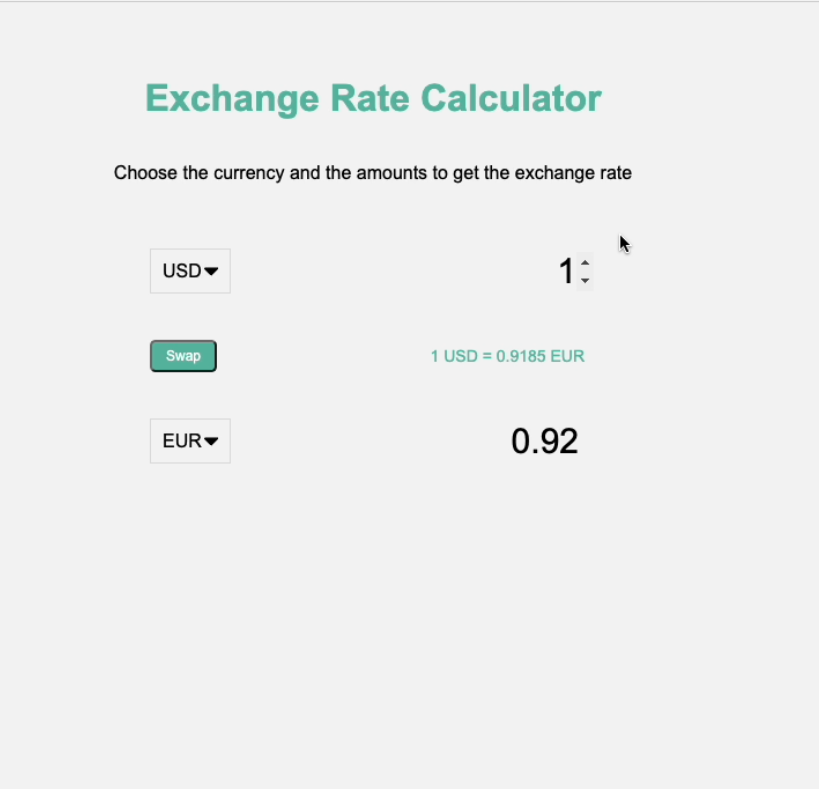 Exchange Rate Calculator
Choose the currency and the amounts to get the exchange rate
USD 1
Swap 1 USD = 0.9185 EUR
EUR 0.92